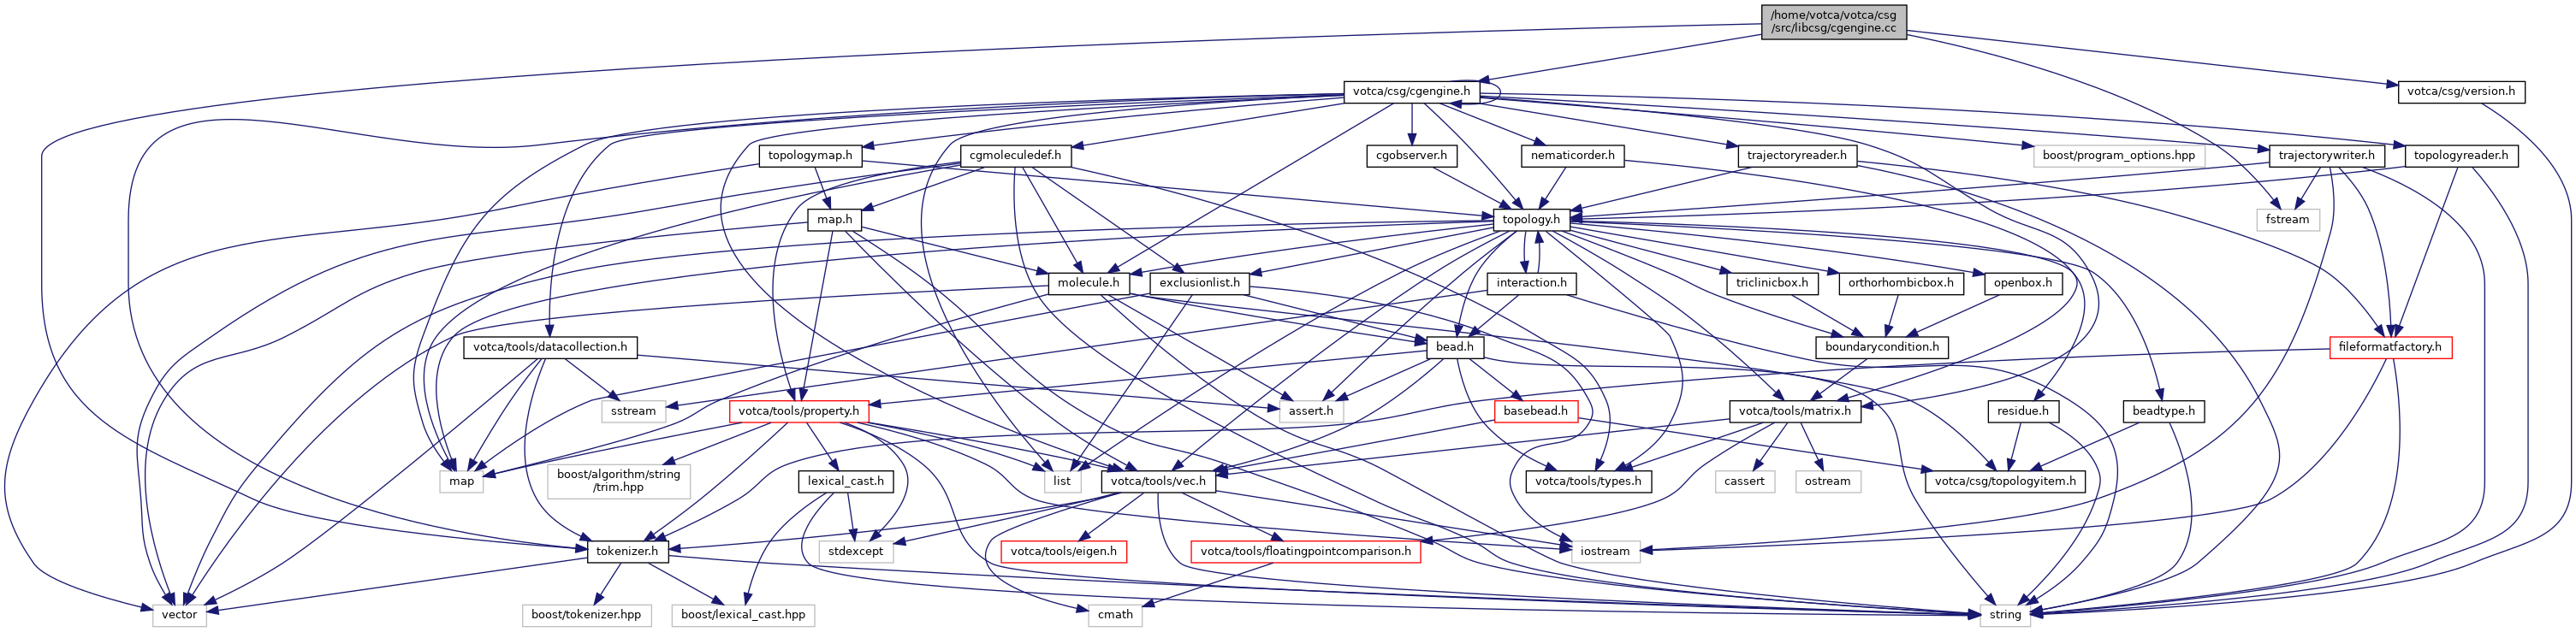 /home/votca/votca/csg
/src/libcsg/cgengine.cc
votca/csg/cgengine.h
votca/csg/version.h
topologymap.h
cgmoleculedef.h
cgobserver.h
nematicorder.h
trajectoryreader.h
boost/program_options.hpp
trajectorywriter.h
topologyreader.h
map.h
topology.h
fstream
molecule.h
exclusionlist.h
interaction.h
triclinicbox.h
orthorhombicbox.h
openbox.h
votca/tools/datacollection.h
bead.h
boundarycondition.h
fileformatfactory.h
sstream
votca/tools/property.h
assert.h
basebead.h
votca/tools/matrix.h
residue.h
beadtype.h
map
boost/algorithm/string
/trim.hpp
lexical_cast.h
list
votca/tools/vec.h
votca/tools/types.h
cassert
ostream
votca/csg/topologyitem.h
tokenizer.h
stdexcept
votca/tools/eigen.h
votca/tools/floatingpointcomparison.h
iostream
vector
boost/tokenizer.hpp
boost/lexical_cast.hpp
cmath
string